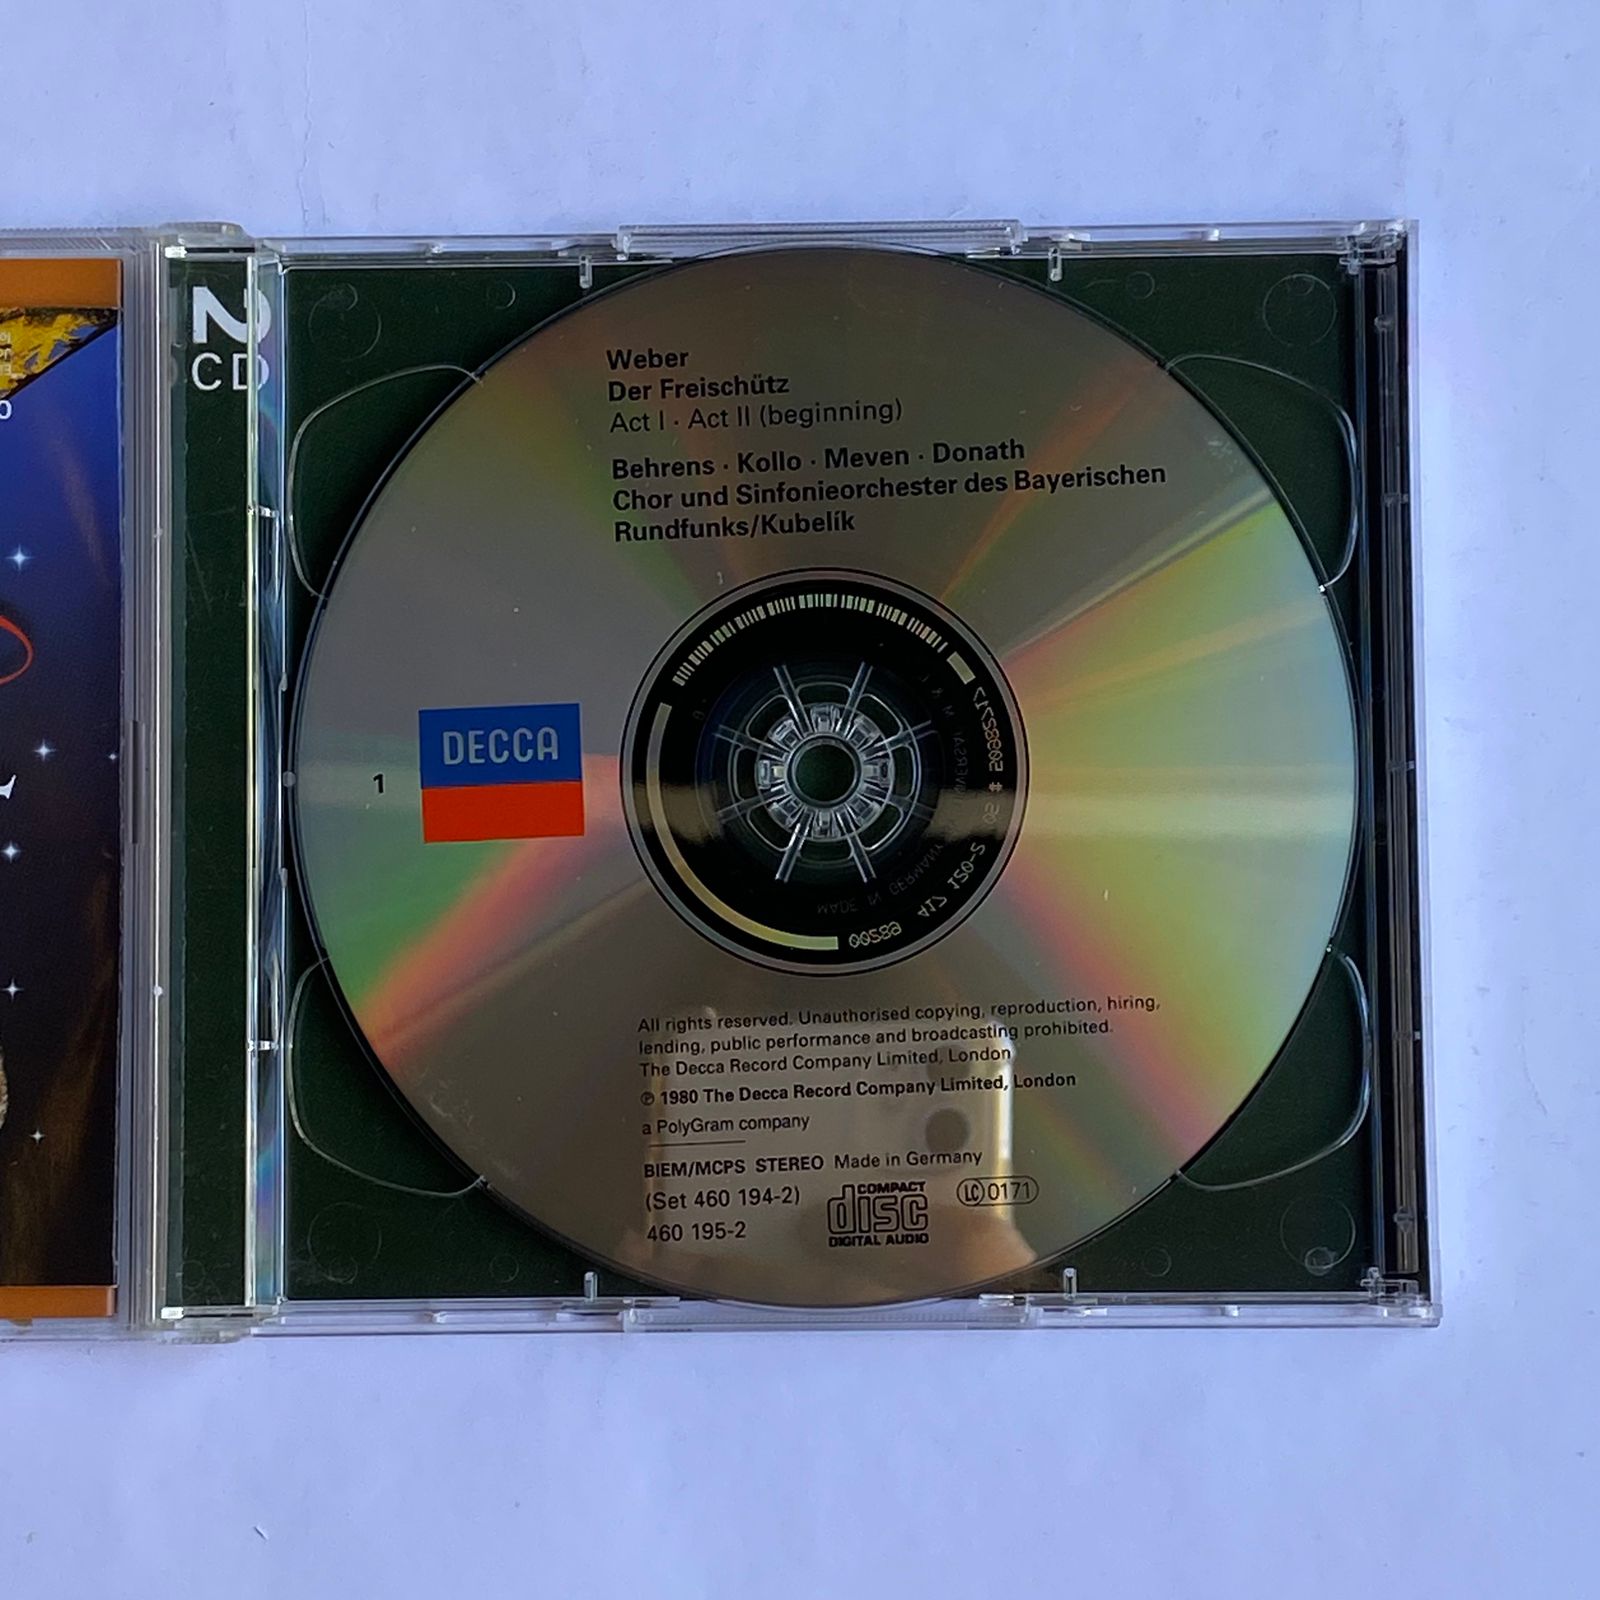 2
CD
Weber
Der Freischütz
Act I · Act II (beginning)
Behrens · Kollo · Meven · Donath
Chor und Sinfonieorchester des Bayerischen
Rundfunks/Kubelík
1
DECCA
All rights reserved. Unauthorised copying, reproduction, hiring,
lending, public performance and broadcasting prohibited.
The Decca Record Company Limited, London
℗ 1980 The Decca Record Company Limited, London
a PolyGram company
BIEM/MCPS STEREO Made in Germany
(Set 460 194-2)
460 195-2
COMPACT
disc
DIGITAL AUDIO
LC 0171
MADE IN GERMANY